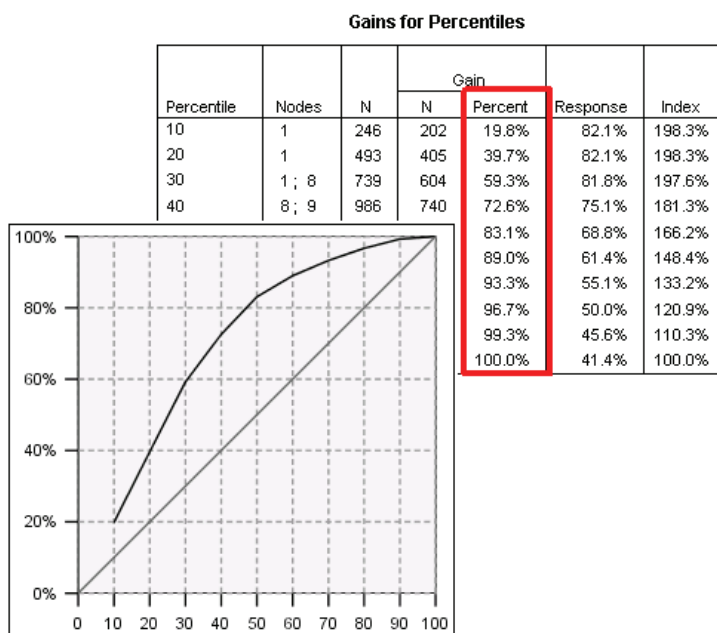 Gains for Percentiles
Gain
Percentile Nodes N N Percent Response Index
10 1 246 202 19.8% 82.1% 198.3%
20 1 493 405 39.7% 82.1% 198.3%
30 1 ; 8 739 604 59.3% 81.8% 197.6%
40 8 ; 9 986 740 72.6% 75.1% 181.3%
83.1% 68.8% 166.2%
89.0% 61.4% 148.4%
93.3% 55.1% 133.2%
96.7% 50.0% 120.9%
99.3% 45.6% 110.3%
100.0% 41.4% 100.0%
100%
80%
60%
40%
20%
0%
0 10 20 30 40 50 60 70 80 90 100